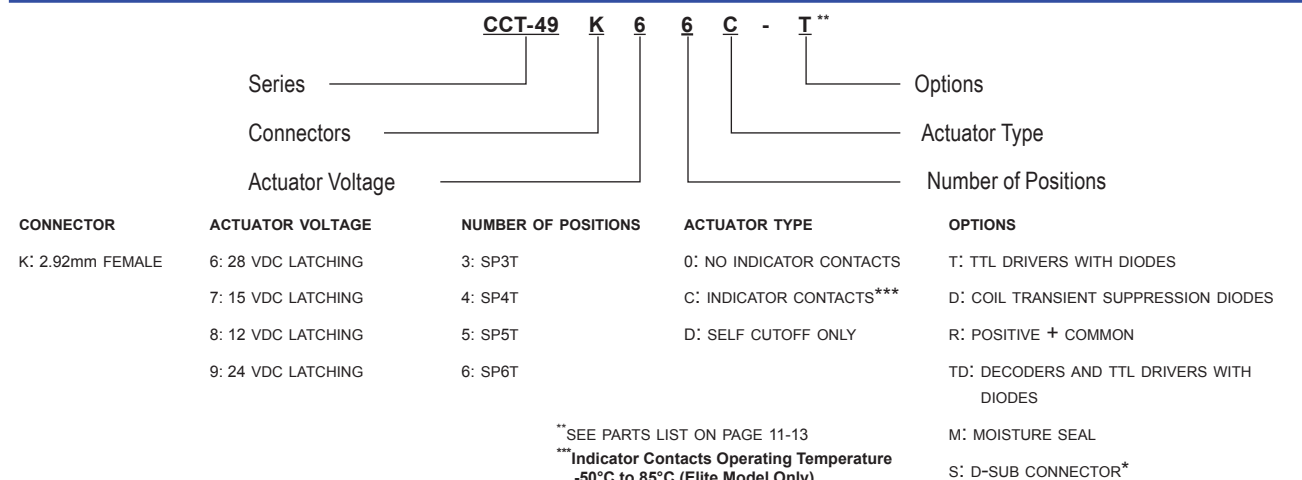 CCT-49 K 6 6 C - T**
Series
Options
Connectors
Actuator Type
Actuator Voltage
Number of Positions
CONNECTOR ACTUATOR VOLTAGE NUMBER OF POSITIONS ACTUATOR TYPE OPTIONS
K: 2.92mm FEMALE 6: 28 VDC LATCHING 3: SP3T 0: NO INDICATOR CONTACTS T: TTL DRIVERS WITH DIODES
7: 15 VDC LATCHING 4: SP4T C: INDICATOR CONTACTS*** D: COIL TRANSIENT SUPPRESSION DIODES
8: 12 VDC LATCHING 5: SP5T D: SELF CUTOFF ONLY R: POSITIVE + COMMON
9: 24 VDC LATCHING 6: SP6T TD: DECODERS AND TTL DRIVERS WITH
DIODES
**SEE PARTS LIST ON PAGE 11-13 M: MOISTURE SEAL
***Indicator Contacts Operating Temperature
-50°C to 85°C (Elite Model Only) S: D-SUB CONNECTOR*